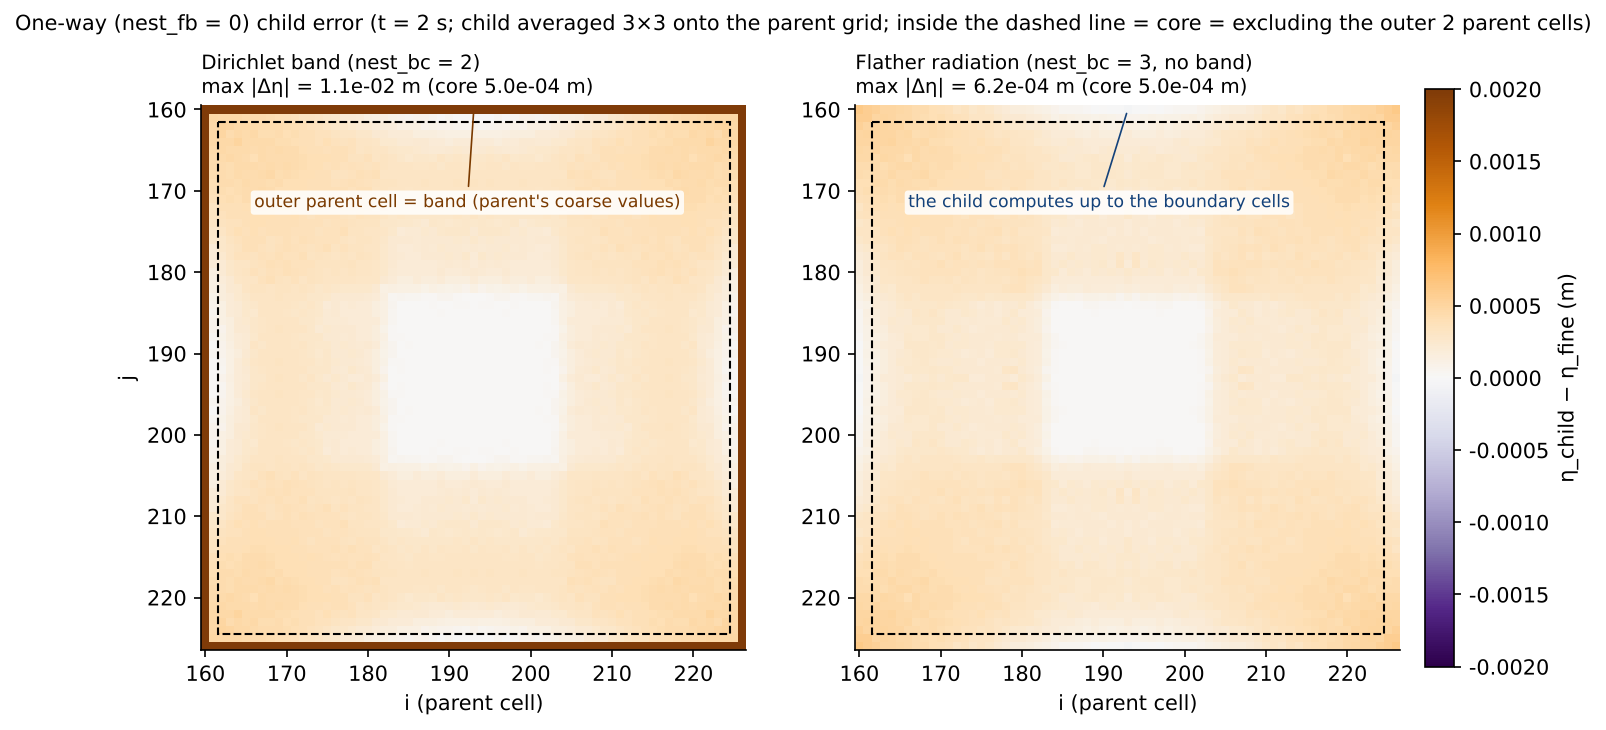 One-way (nest_fb = 0) child error (t = 2 s; child averaged 3×3 onto the parent grid; inside the dashed line = core = excluding the outer 2 parent cells)
Dirichlet band (nest_bc = 2)
max |Δη| = 1.1e-02 m (core 5.0e-04 m)
160
170
180
190
200
210
220
j
outer parent cell = band (parent's coarse values)
160 170 180 190 200 210 220
i (parent cell)
Flather radiation (nest_bc = 3, no band)
max |Δη| = 6.2e-04 m (core 5.0e-04 m)
160
170
180
190
200
210
220
the child computes up to the boundary cells
160 170 180 190 200 210 220
i (parent cell)
0.0020
0.0015
0.0010
0.0005
0.0000
-0.0005
-0.0010
-0.0015
-0.0020
η_child − η_fine (m)